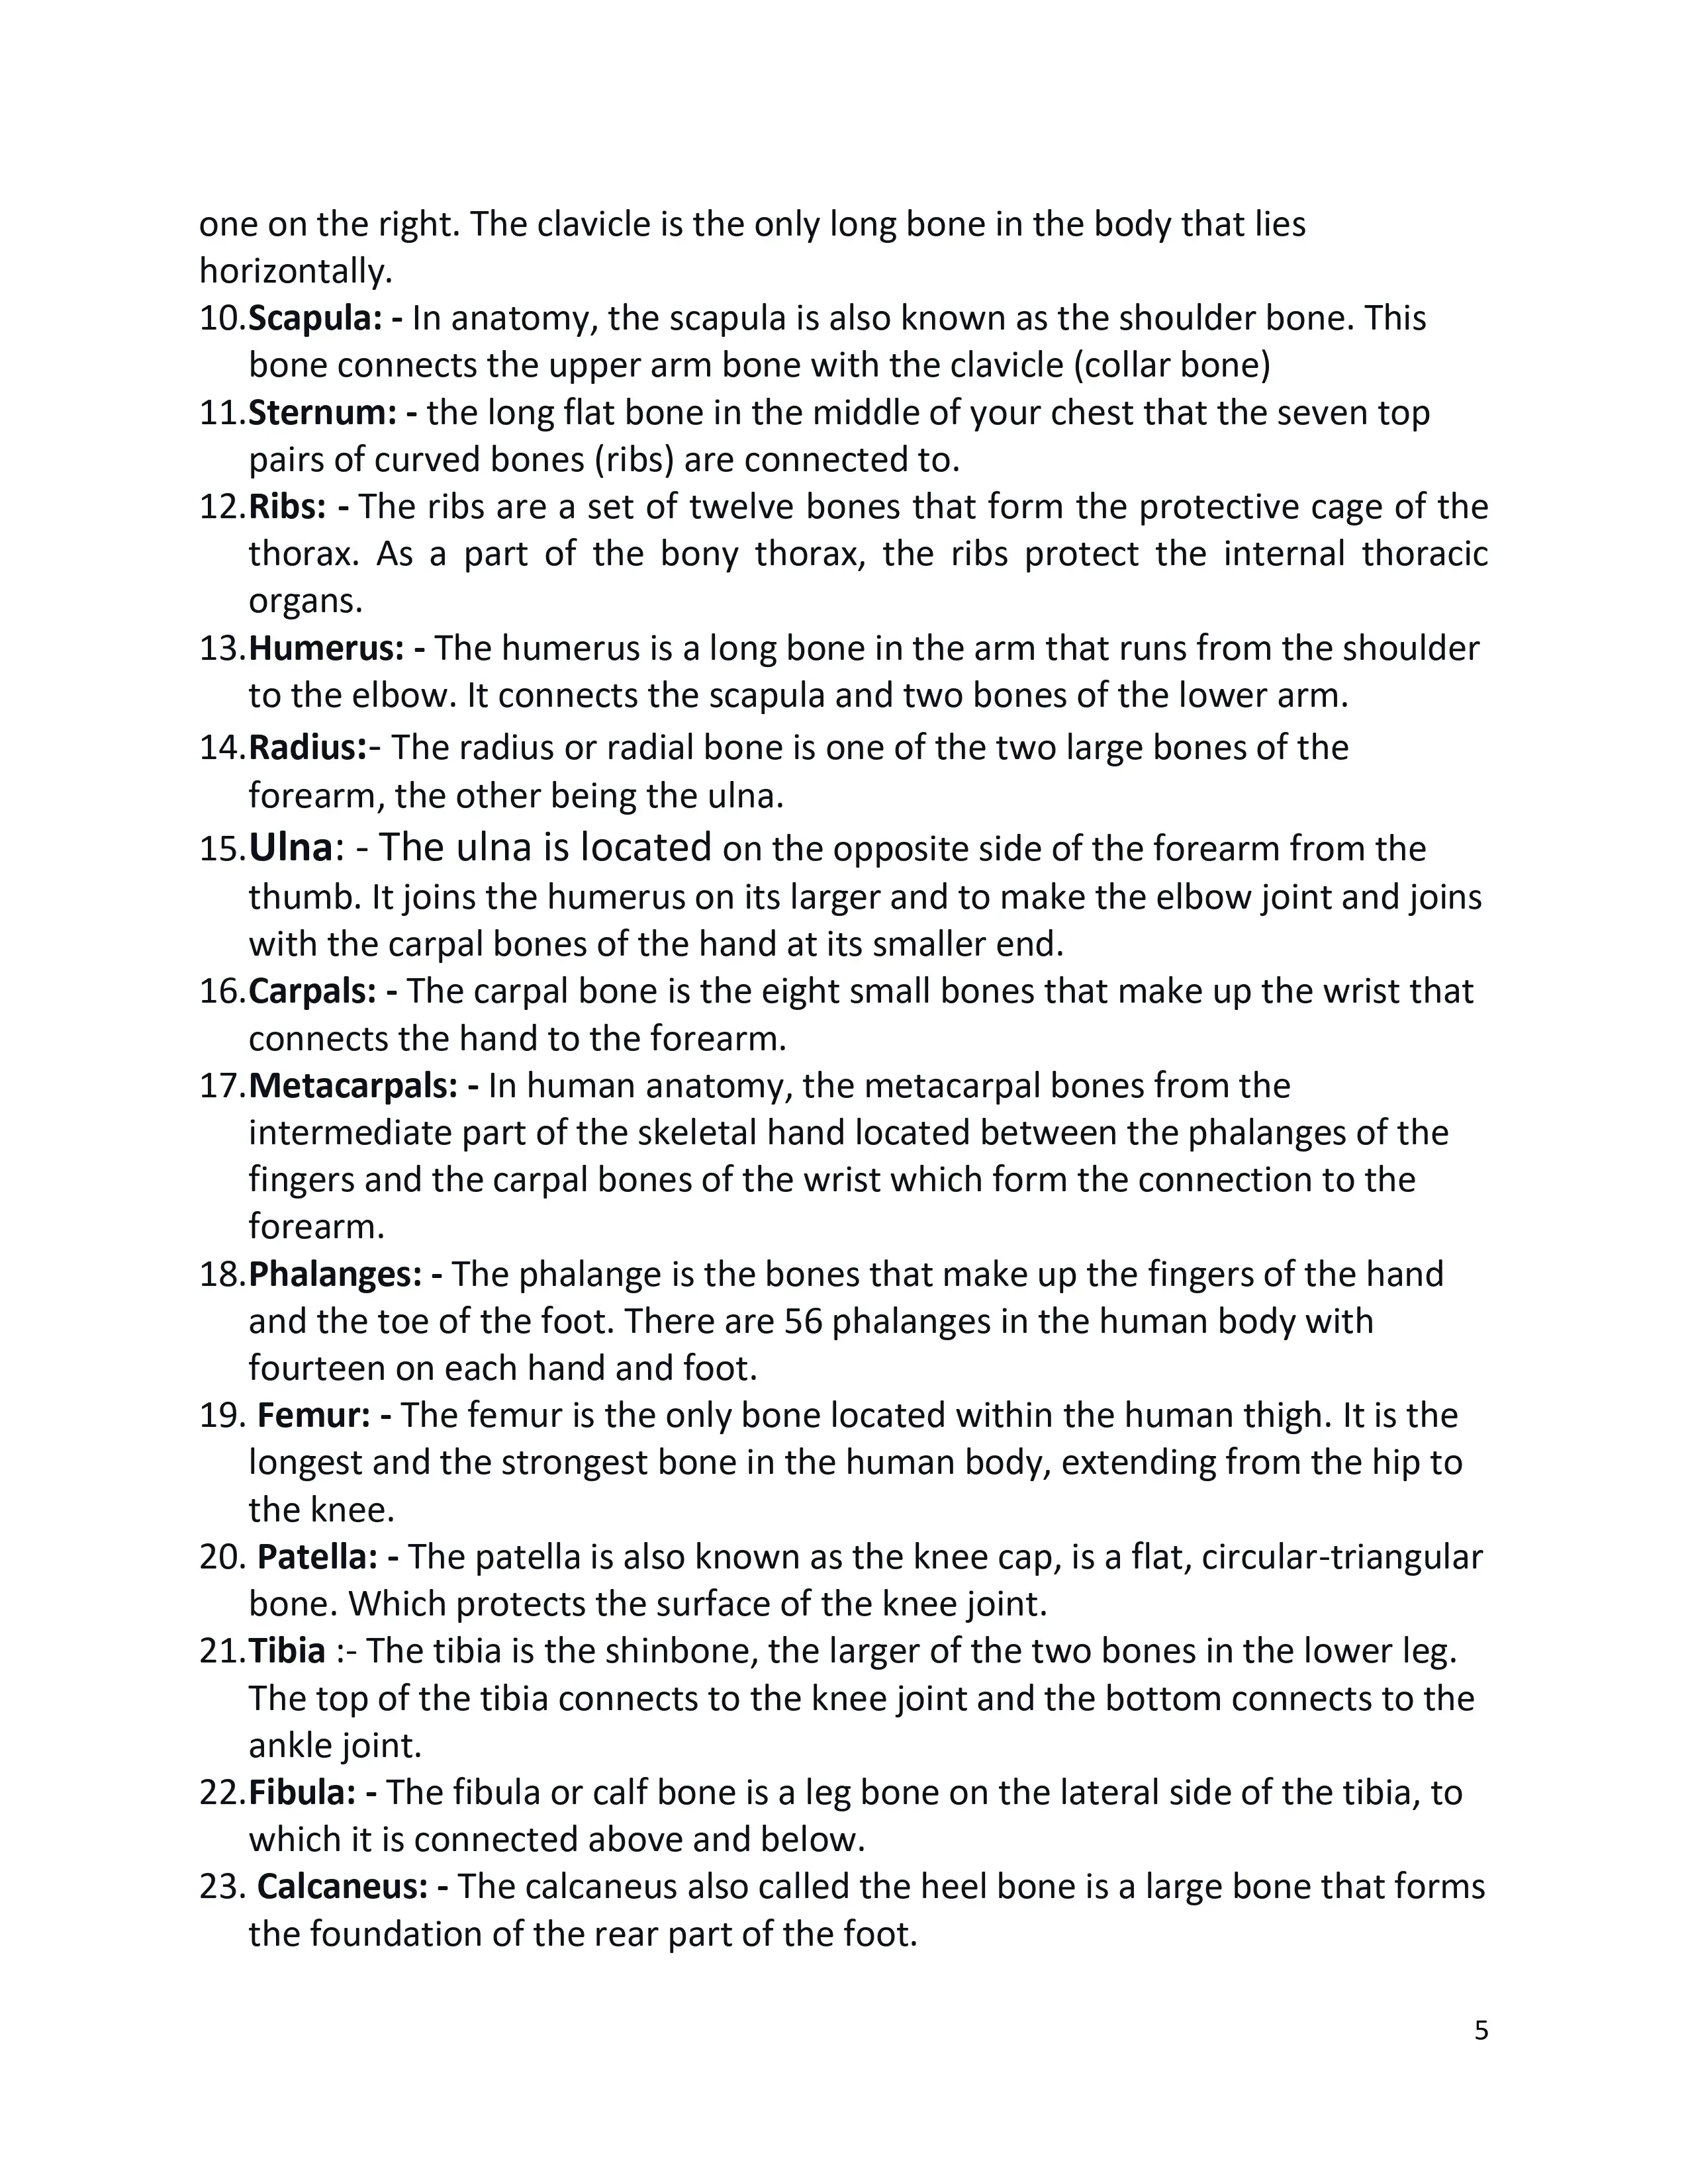 one on the right. The clavicle is the only long bone in the body that lies
horizontally.
10.Scapula: - In anatomy, the scapula is also known as the shoulder bone. This
bone connects the upper arm bone with the clavicle (collar bone)
11.Sternum: - the long flat bone in the middle of your chest that the seven top
pairs of curved bones (ribs) are connected to.
12.Ribs: - The ribs are a set of twelve bones that form the protective cage of the
thorax. As a part of the bony thorax, the ribs protect the internal thoracic
organs.
13.Humerus: - The humerus is a long bone in the arm that runs from the shoulder
to the elbow. It connects the scapula and two bones of the lower arm.
14.Radius:- The radius or radial bone is one of the two large bones of the
forearm, the other being the ulna.
15.Ulna: - The ulna is located on the opposite side of the forearm from the
thumb. It joins the humerus on its larger and to make the elbow joint and joins
with the carpal bones of the hand at its smaller end.
16.Carpals: - The carpal bone is the eight small bones that make up the wrist that
connects the hand to the forearm.
17.Metacarpals: - In human anatomy, the metacarpal bones from the
intermediate part of the skeletal hand located between the phalanges of the
fingers and the carpal bones of the wrist which form the connection to the
forearm.
18.Phalanges: - The phalange is the bones that make up the fingers of the hand
and the toe of the foot. There are 56 phalanges in the human body with
fourteen on each hand and foot.
19. Femur: - The femur is the only bone located within the human thigh. It is the
longest and the strongest bone in the human body, extending from the hip to
the knee.
20. Patella: - The patella is also known as the knee cap, is a flat, circular-triangular
bone. Which protects the surface of the knee joint.
21.Tibia :- The tibia is the shinbone, the larger of the two bones in the lower leg.
The top of the tibia connects to the knee joint and the bottom connects to the
ankle joint.
22.Fibula: - The fibula or calf bone is a leg bone on the lateral side of the tibia, to
which it is connected above and below.
23. Calcaneus: - The calcaneus also called the heel bone is a large bone that forms
the foundation of the rear part of the foot.
5